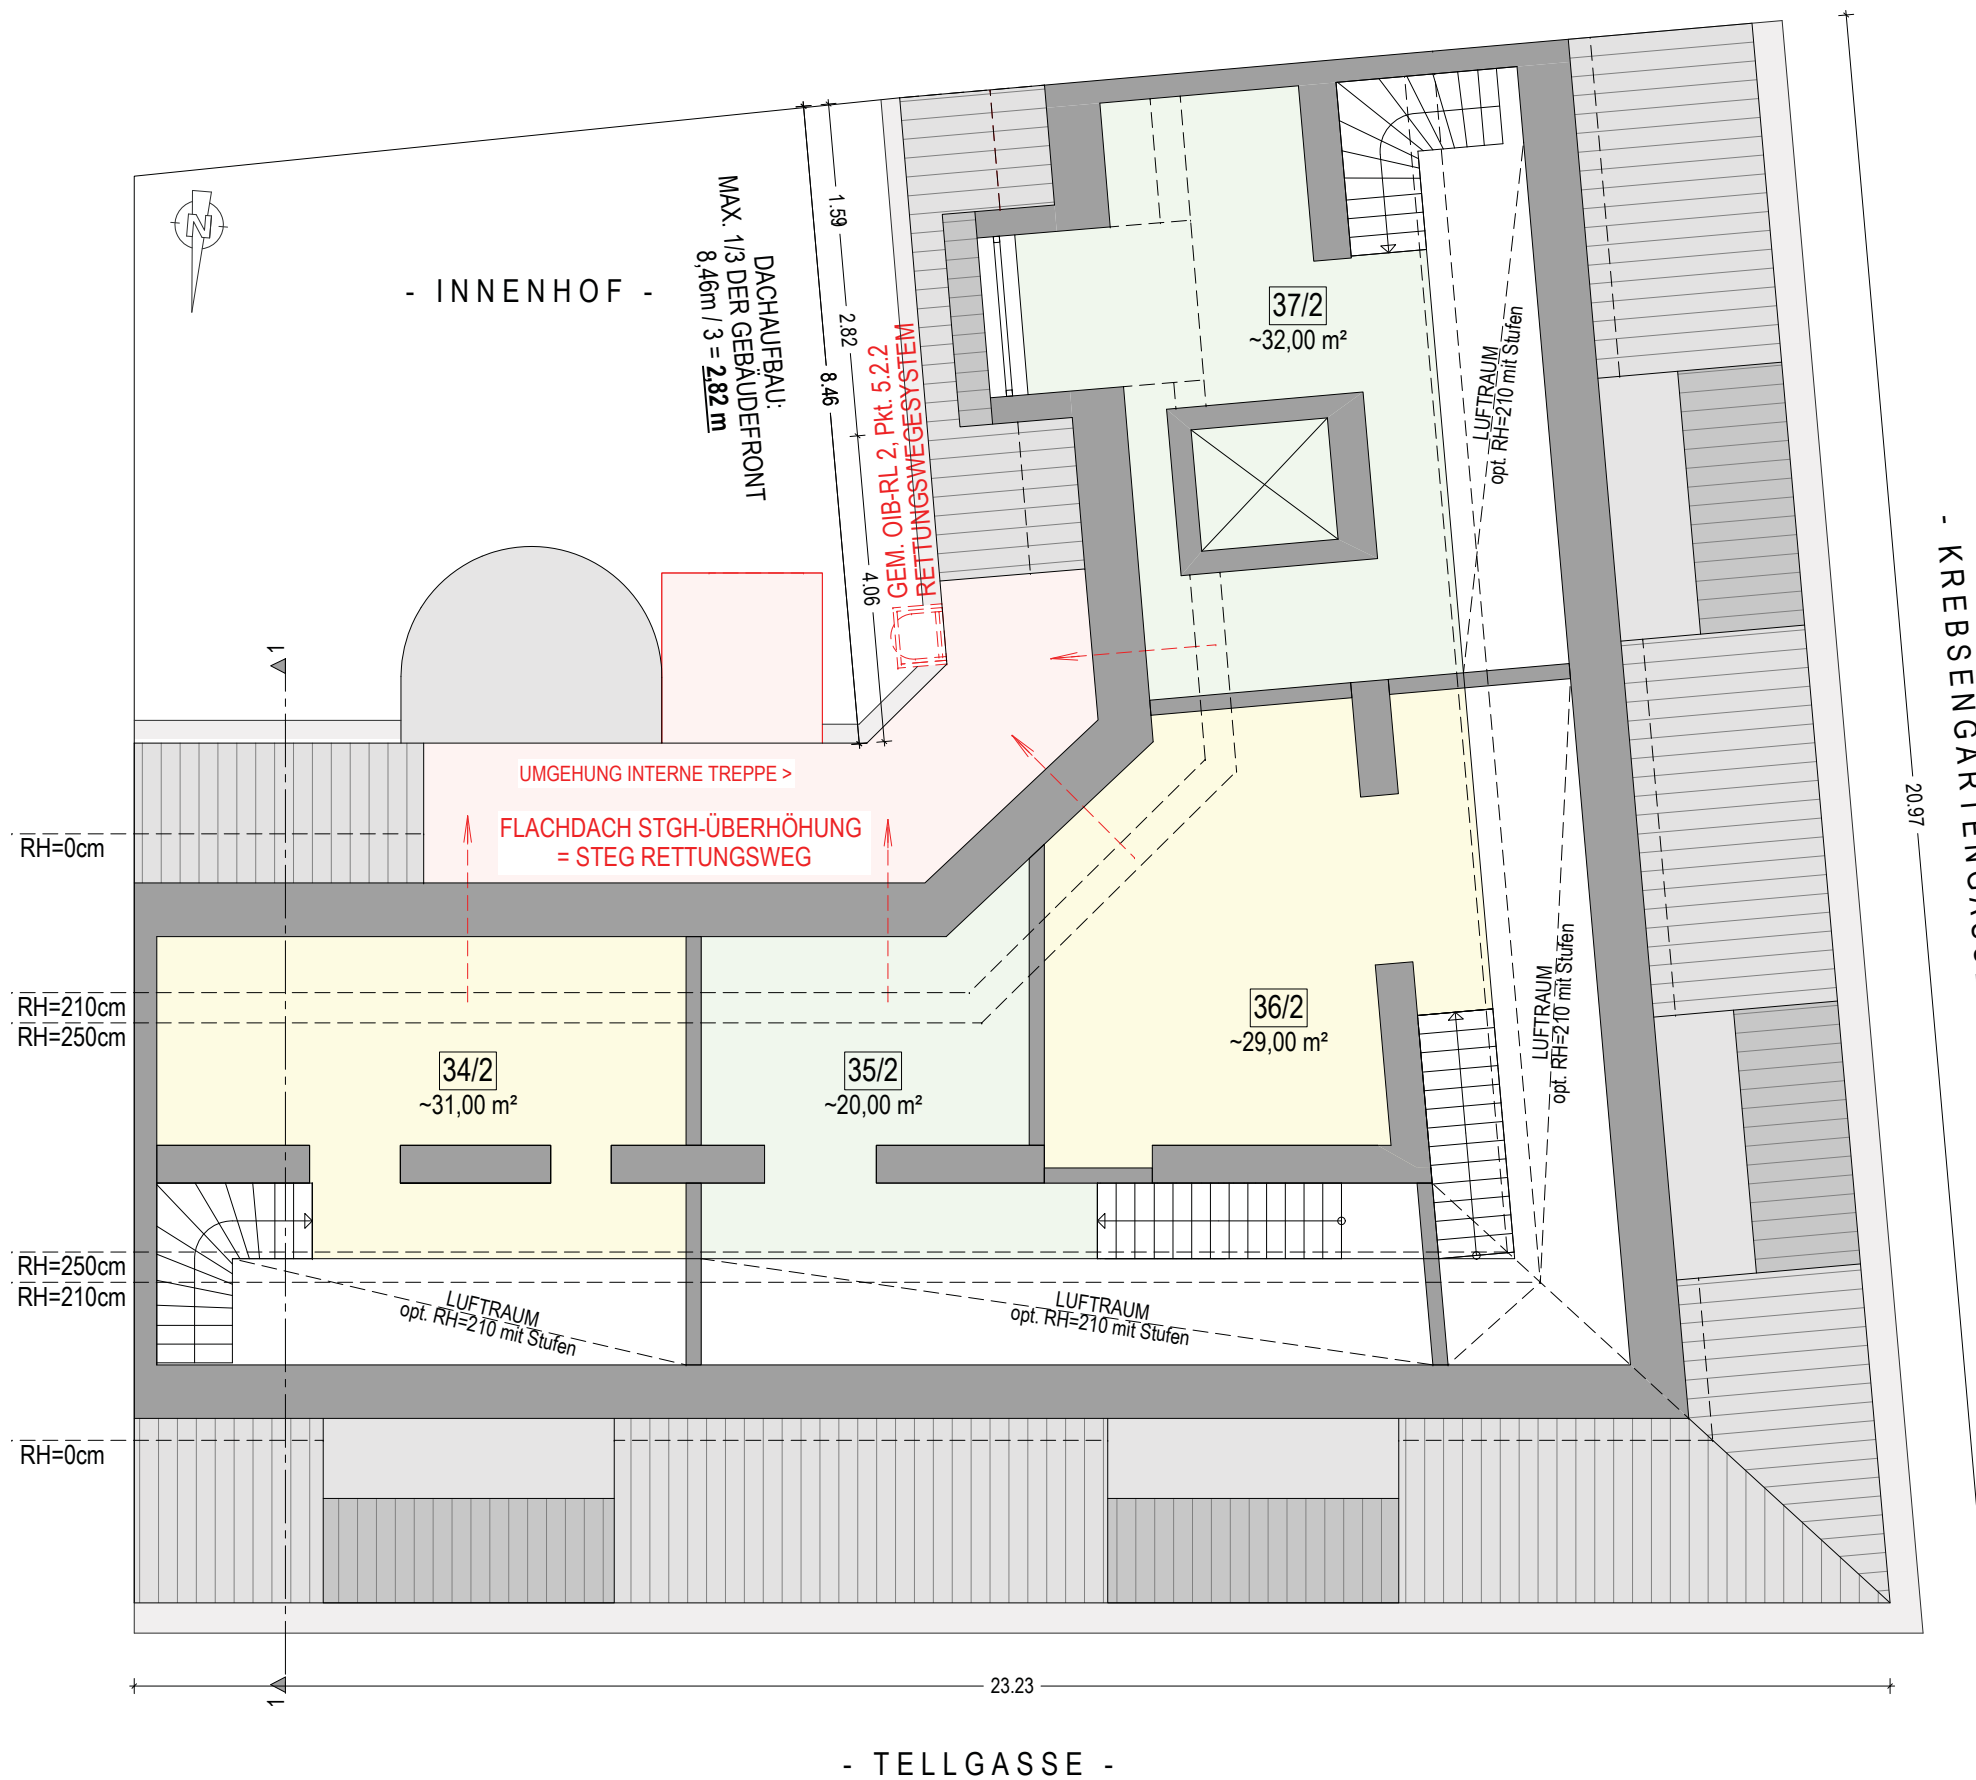 N
- INNENHOF -
DACHAUFBAU:
MAX. 1/3 DER GEBÄUDEFRONT
8,46m / 3 = 2,82 m
1.59
2.82
8.46
4.06
GEM. OIB-RL 2, Pkt. 5.2.2
RETTUNGSWEGESYSTEM
37/2
~32,00 m²
LUFTRAUM
opt. RH=210 mit Stufen
20.97
1
UMGEHUNG INTERNE TREPPE >
FLACHDACH STGH-ÜBERHÖHUNG
= STEG RETTUNGSWEG
RH=0cm
RH=210cm
RH=250cm
34/2
~31,00 m²
35/2
~20,00 m²
36/2
~29,00 m²
LUFTRAUM
opt. RH=210 mit Stufen
RH=250cm
RH=210cm
LUFTRAUM
opt. RH=210 mit Stufen
LUFTRAUM
opt. RH=210 mit Stufen
RH=0cm
1
23.23
- TELLGASSE -